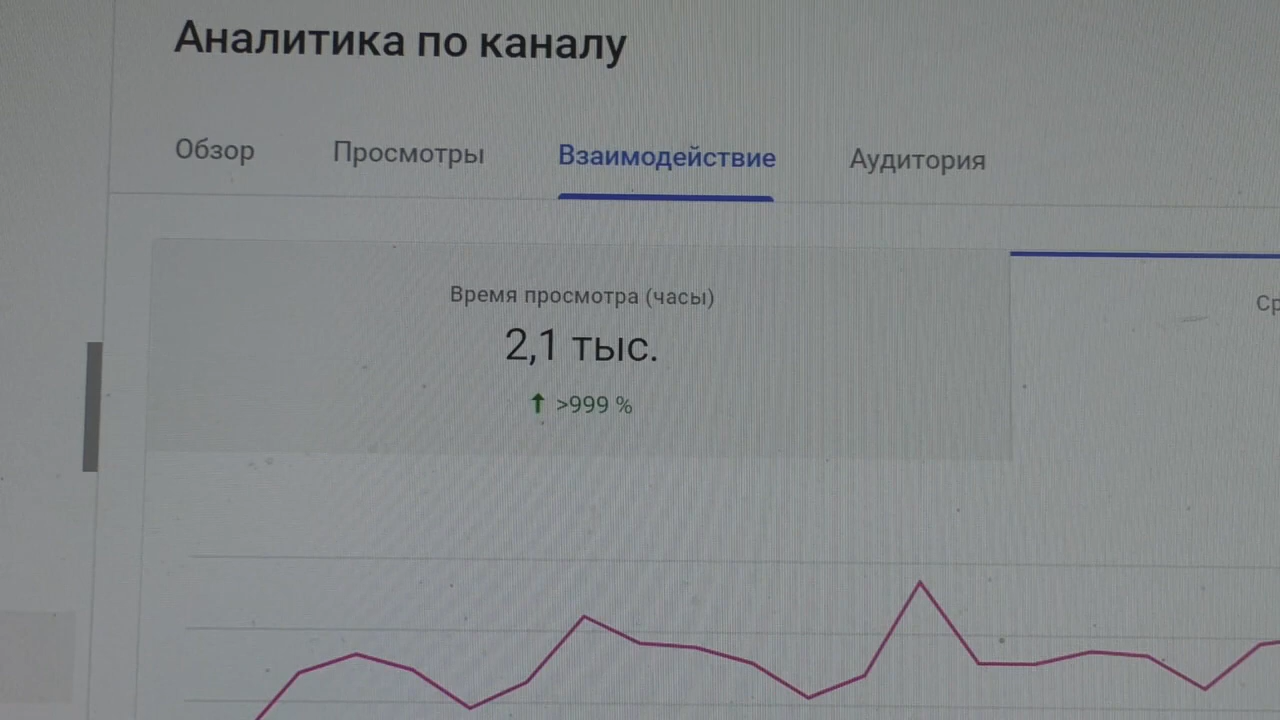 Аналитика по каналу
Обзор Просмотры Взаимодействие Аудитория
Время просмотра (часы)
2,1 тыс.
>999 %